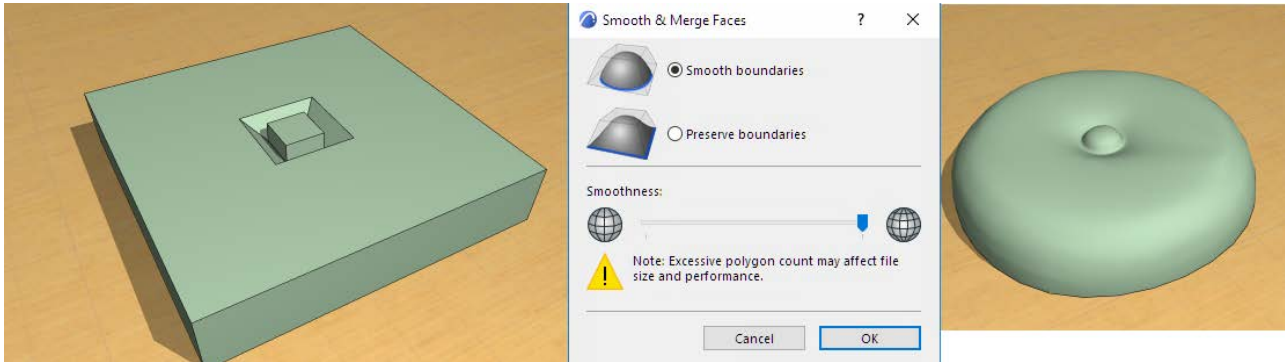 Smooth & Merge Faces
?
Smooth boundaries
Preserve boundaries
Smoothness:
Note: Excessive polygon count may affect file
size and performance.
Cancel
OK